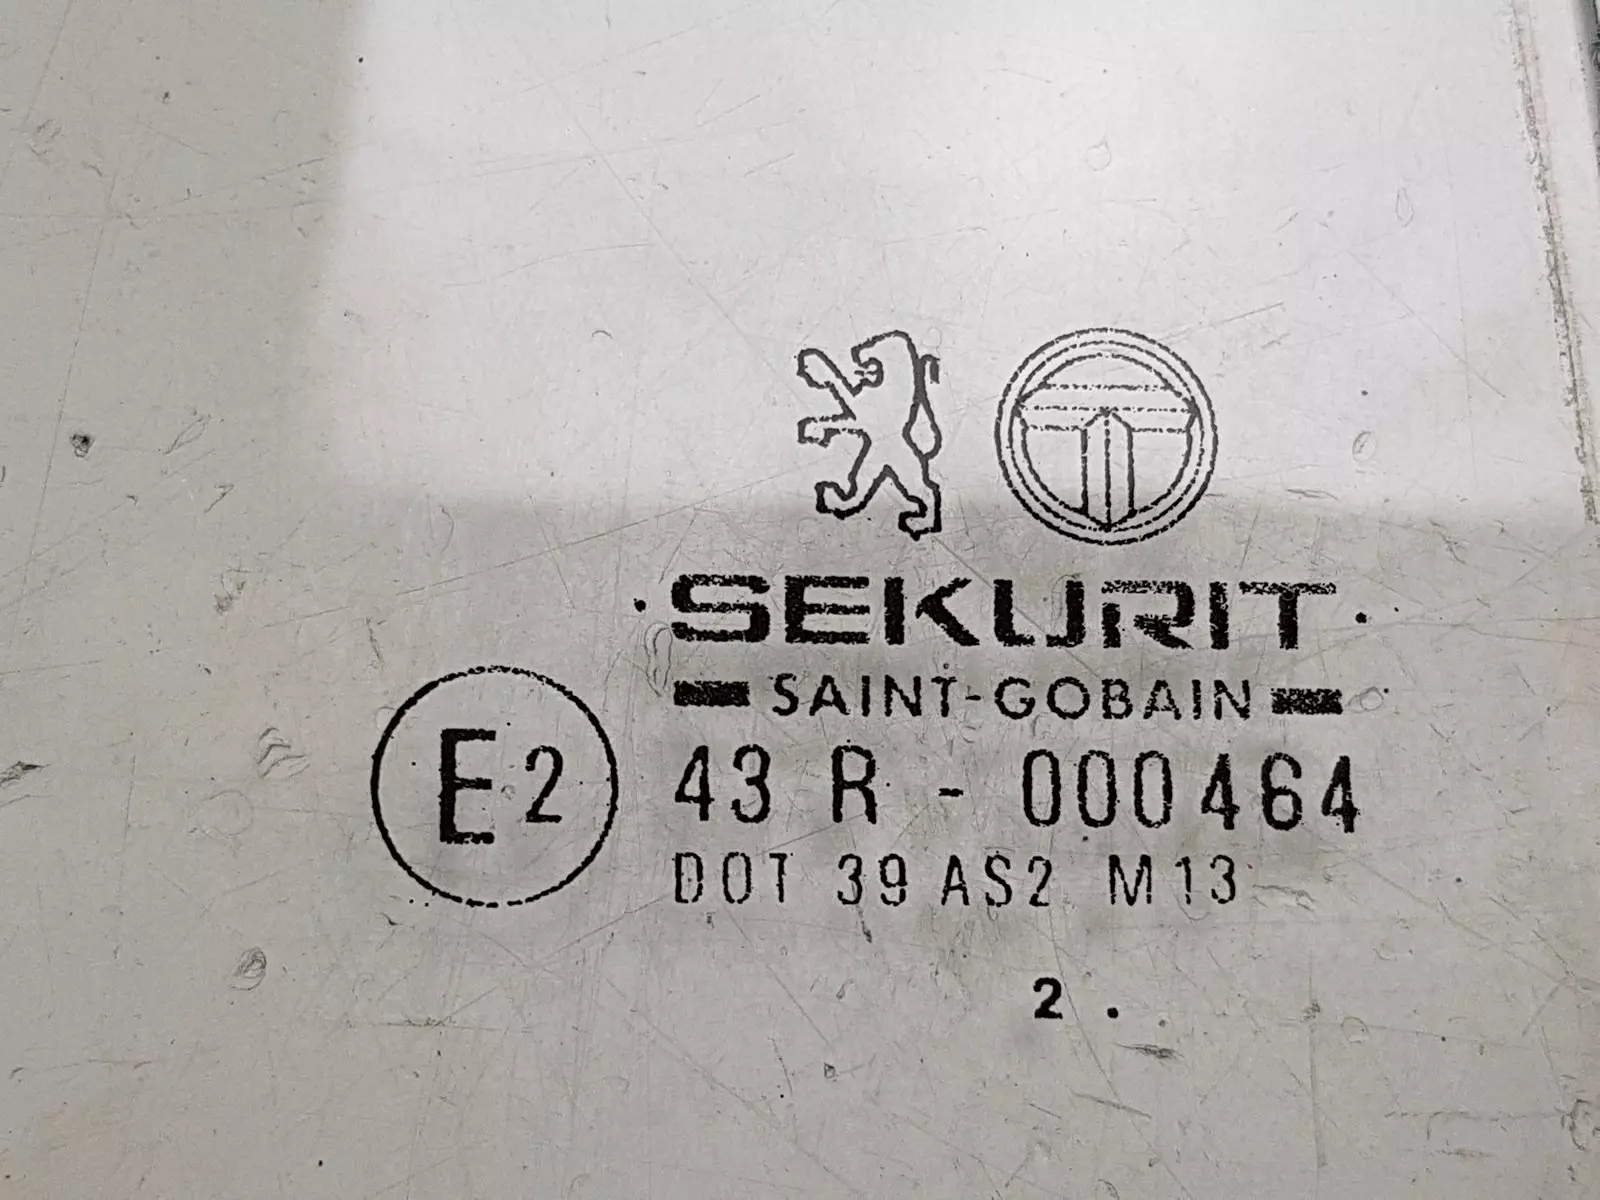 · SEKURIT ·
SAINT-GOBAIN
E2
43 R - 000464
DOT 39 AS2 M13
2 .